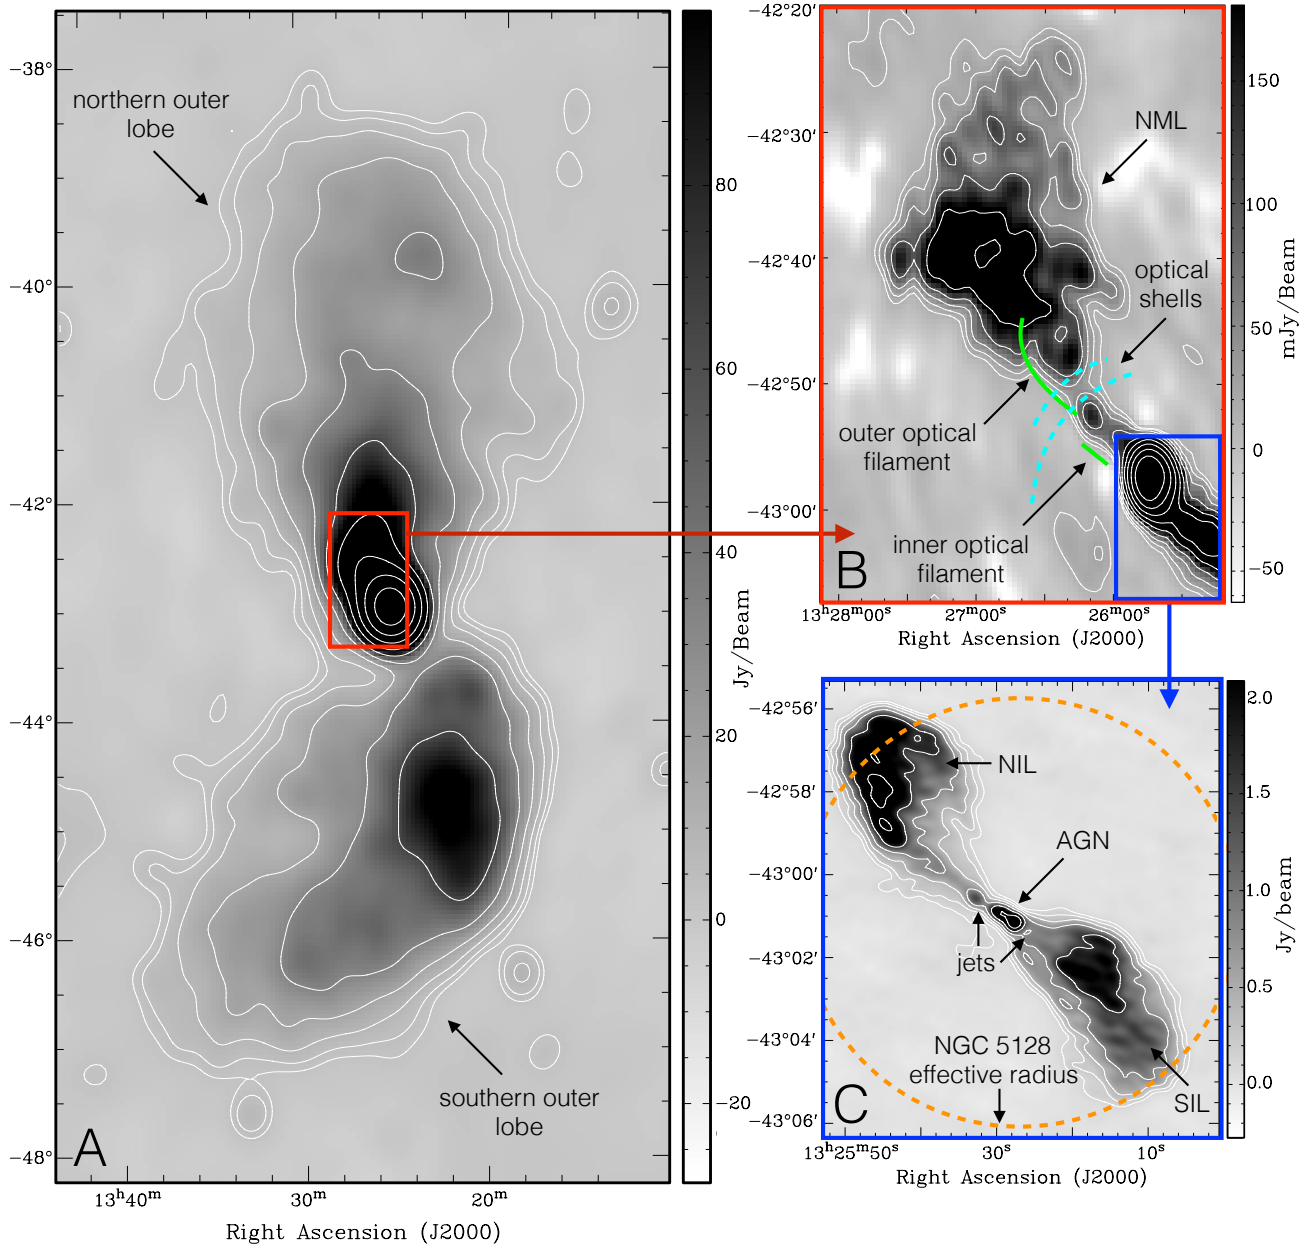 northern outer
lobe
southern outer
lobe
A
−38°
−40°
−42°
−44°
−46°
−48°
13ʰ40ᵐ
30ᵐ
20ᵐ
Right Ascension (J2000)
80
60
40
20
0
−20
Jy/Beam
−42°20′
−42°30′
−42°40′
−42°50′
−43°00′
NML
optical
shells
outer optical
filament
inner optical
filament
B
13ʰ28ᵐ00ˢ
27ᵐ00ˢ
26ᵐ00ˢ
Right Ascension (J2000)
150
100
50
0
−50
mJy/Beam
−42°56′
−42°58′
−43°00′
−43°02′
−43°04′
−43°06′
NIL
AGN
jets
NGC 5128
effective radius
SIL
C
13ʰ25ᵐ50ˢ
30ˢ
10ˢ
Right Ascension (J2000)
2.0
1.5
1.0
0.5
0.0
Jy/beam